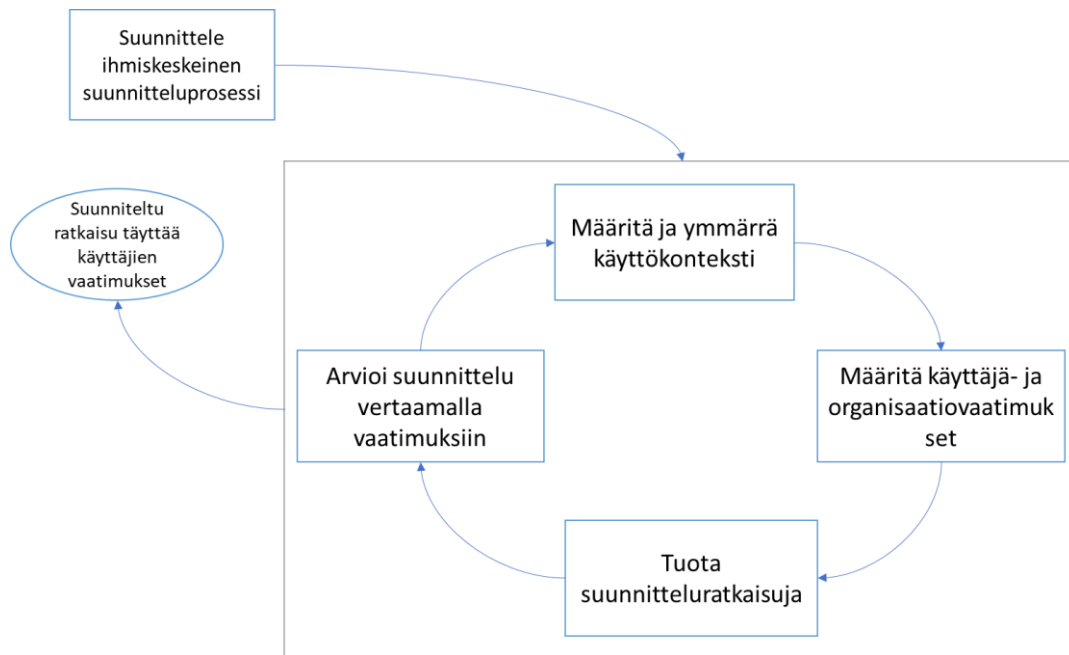 Suunnittele
ihmiskeskeinen
suunnitteluprosessi
Suunniteltu
ratkaisu täyttää
käyttäjien
vaatimukset
Määritä ja ymmärrä
käyttökonteksti
Arvioi suunnittelu
vertaamalla
vaatimuksiin
Määritä käyttäjä- ja
organisaatiovaatimuk
set
Tuota
suunnitteluratkaisuja